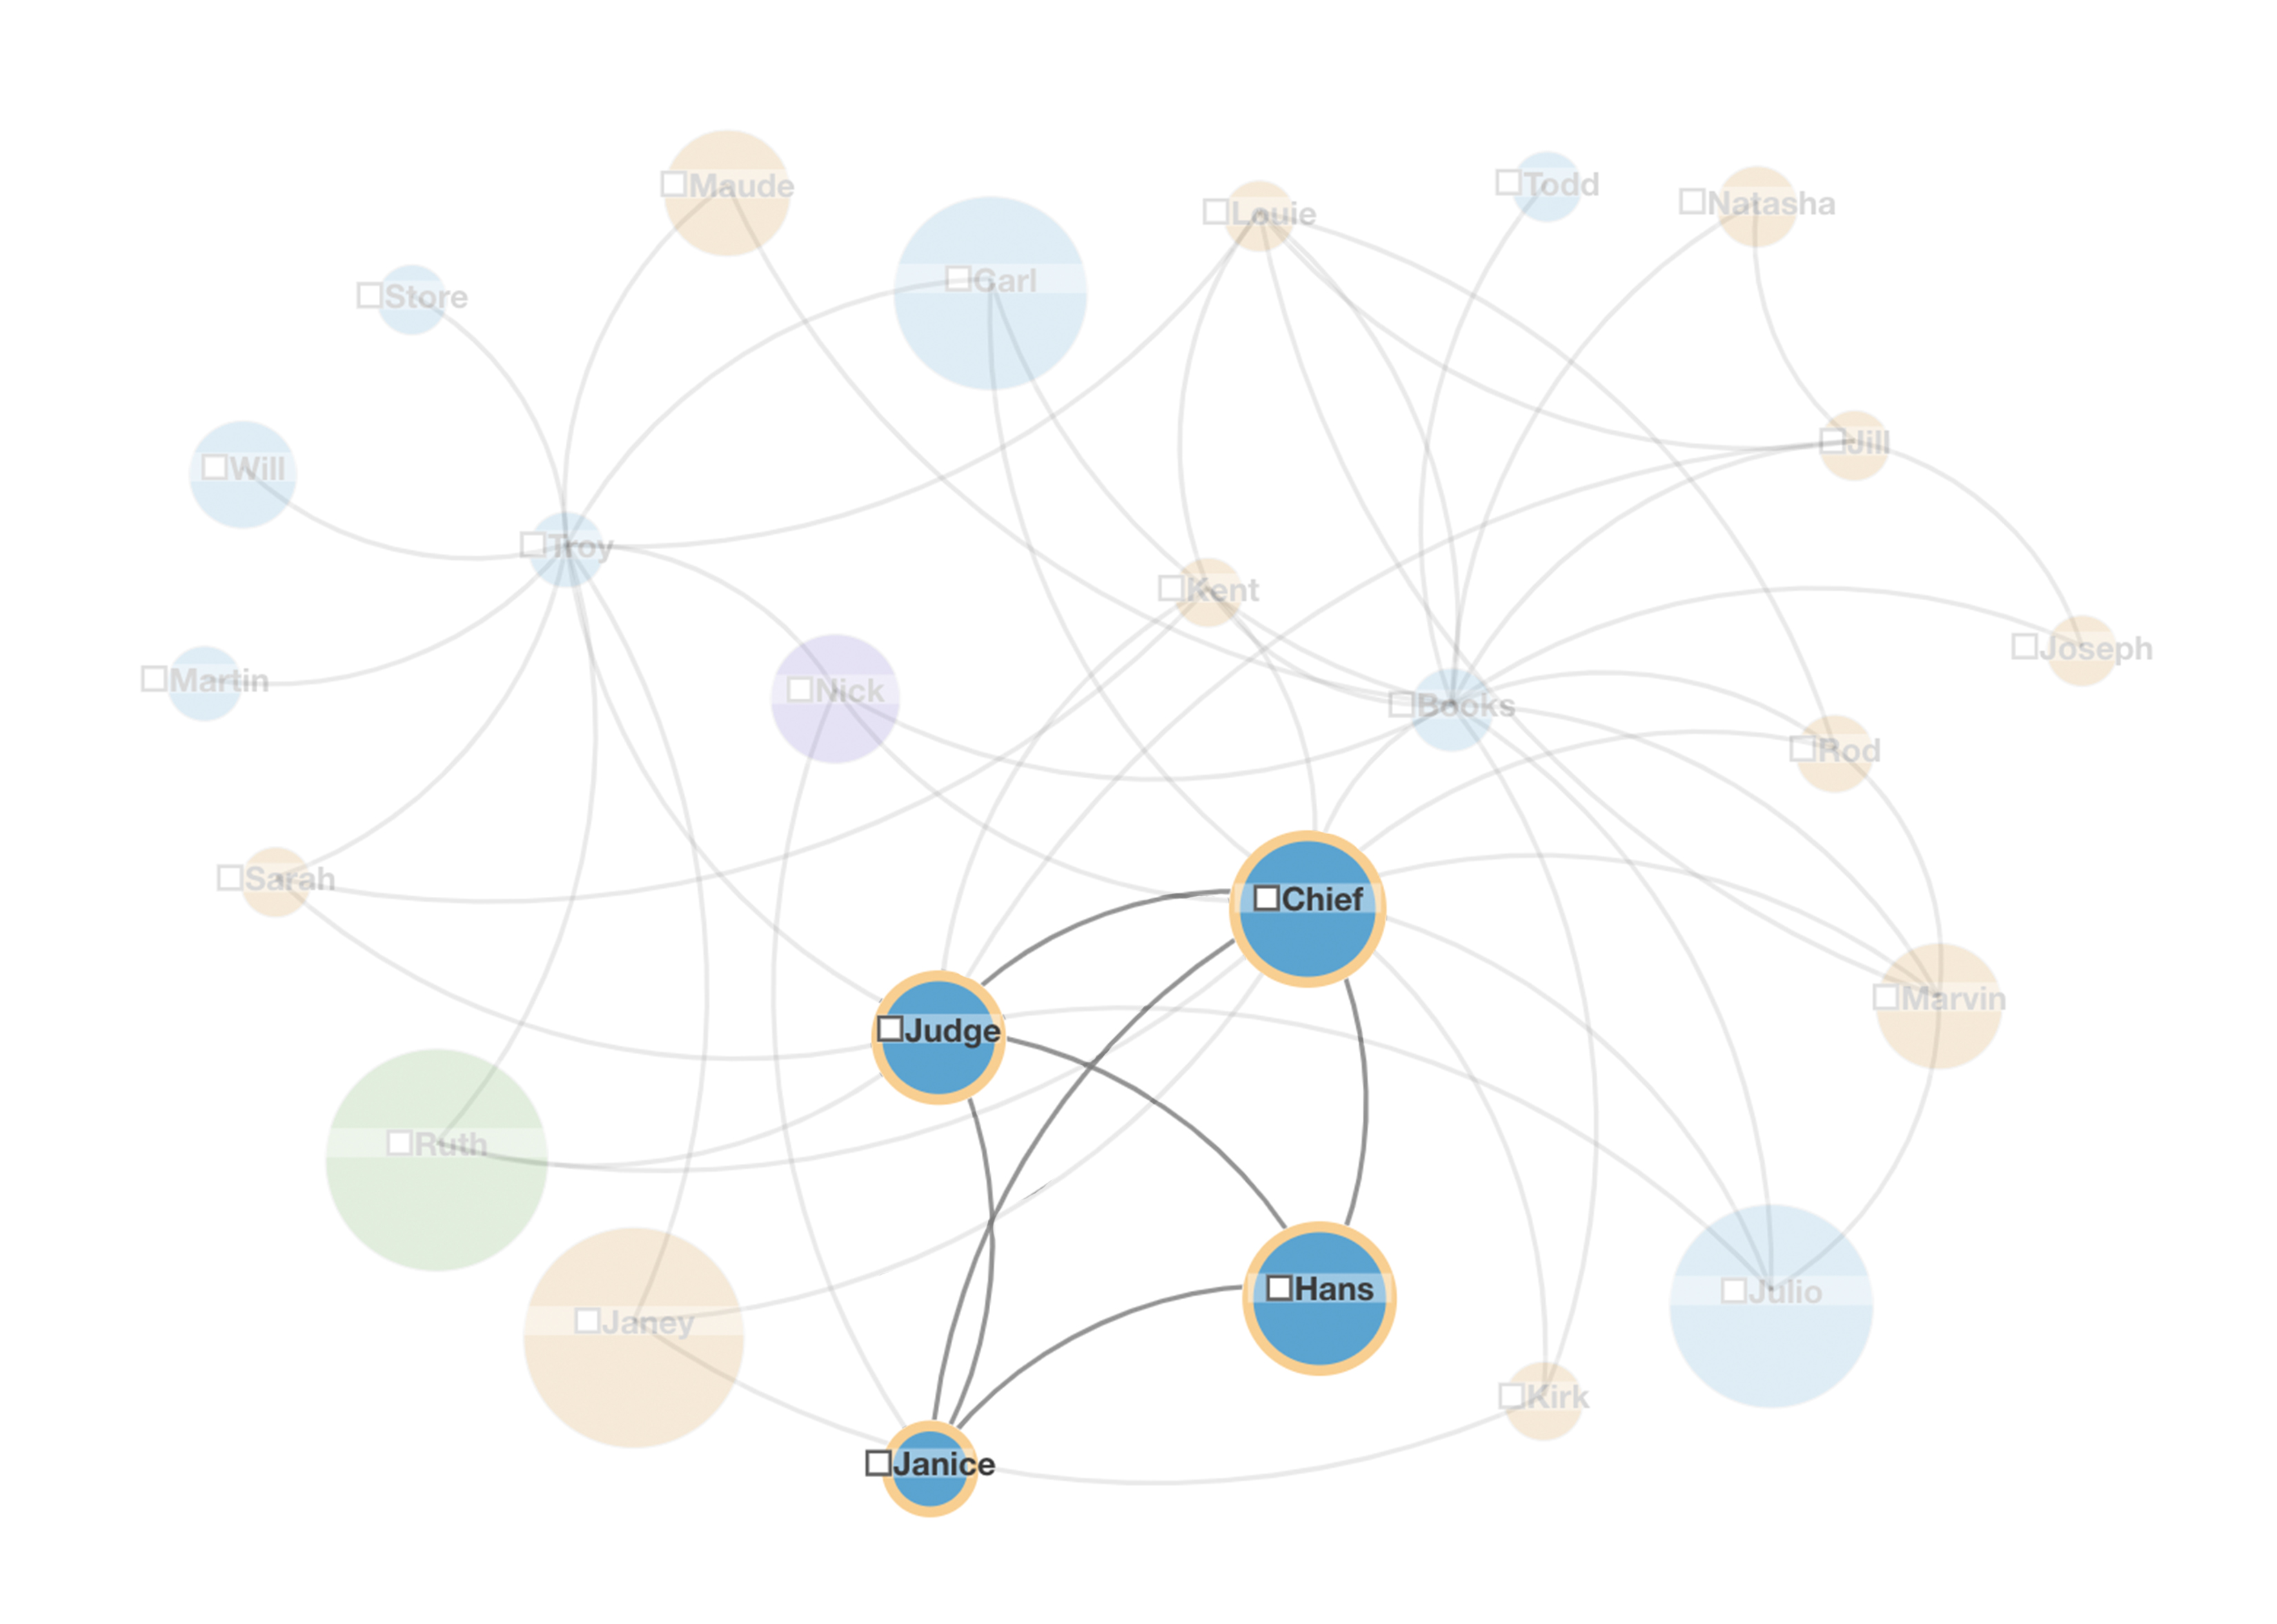 Maude
Todd
Natasha
Louie
Carl
Store
Jill
Will
Troy
Kent
Joseph
Martin
Nick
Books
Rod
Sarah
Chief
Marvin
Judge
Ruth
Hans
Julio
Janey
Kirk
Janice